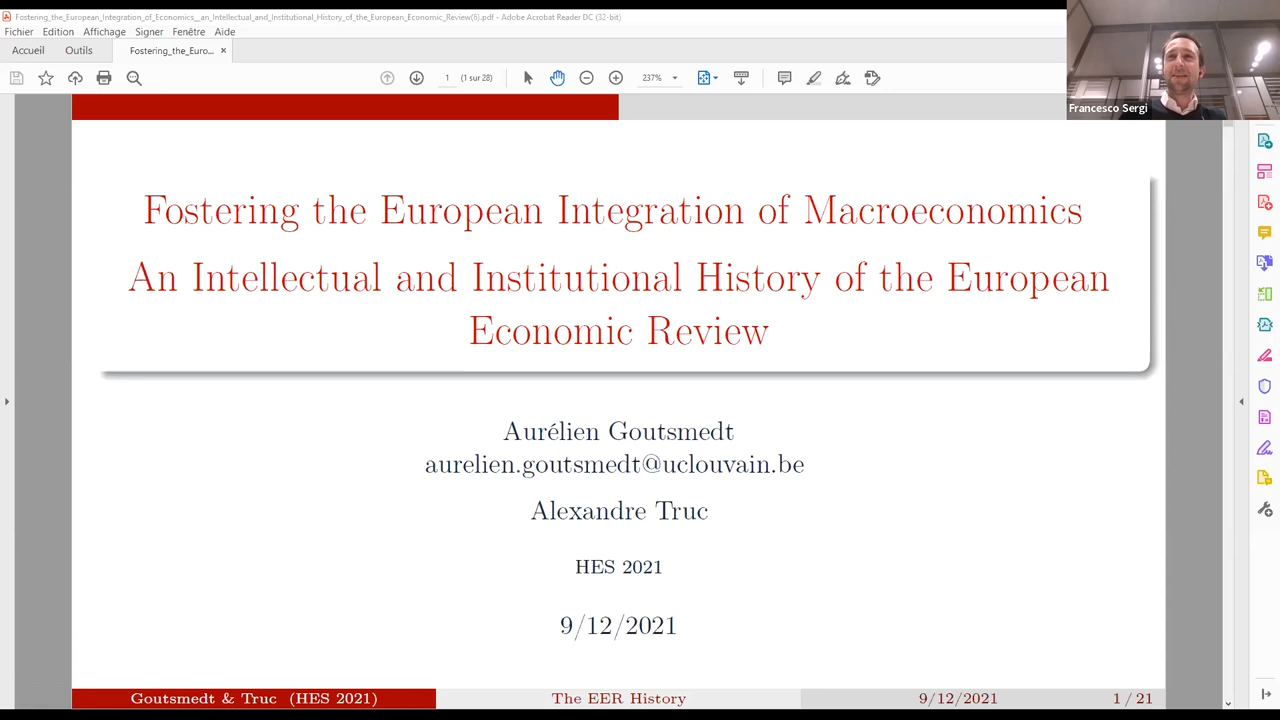 Fostering_the_European_Integration_of_Economics__an_Intellectual_and_Institutional_History_of_the_European_Economic_Review(6).pdf - Adobe Acrobat Reader DC (32-bit)
Fichier Edition Affichage Signer Fenêtre Aide
Accueil Outils Fostering_the_Euro... ×
1 (1 sur 28) 237%
Francesco Sergi
Fostering the European Integration of Macroeconomics
An Intellectual and Institutional History of the European
Economic Review
Aurélien Goutsmedt
aurelien.goutsmedt@uclouvain.be
Alexandre Truc
HES 2021
9/12/2021
Goutsmedt & Truc (HES 2021) The EER History 9/12/2021 1 / 21